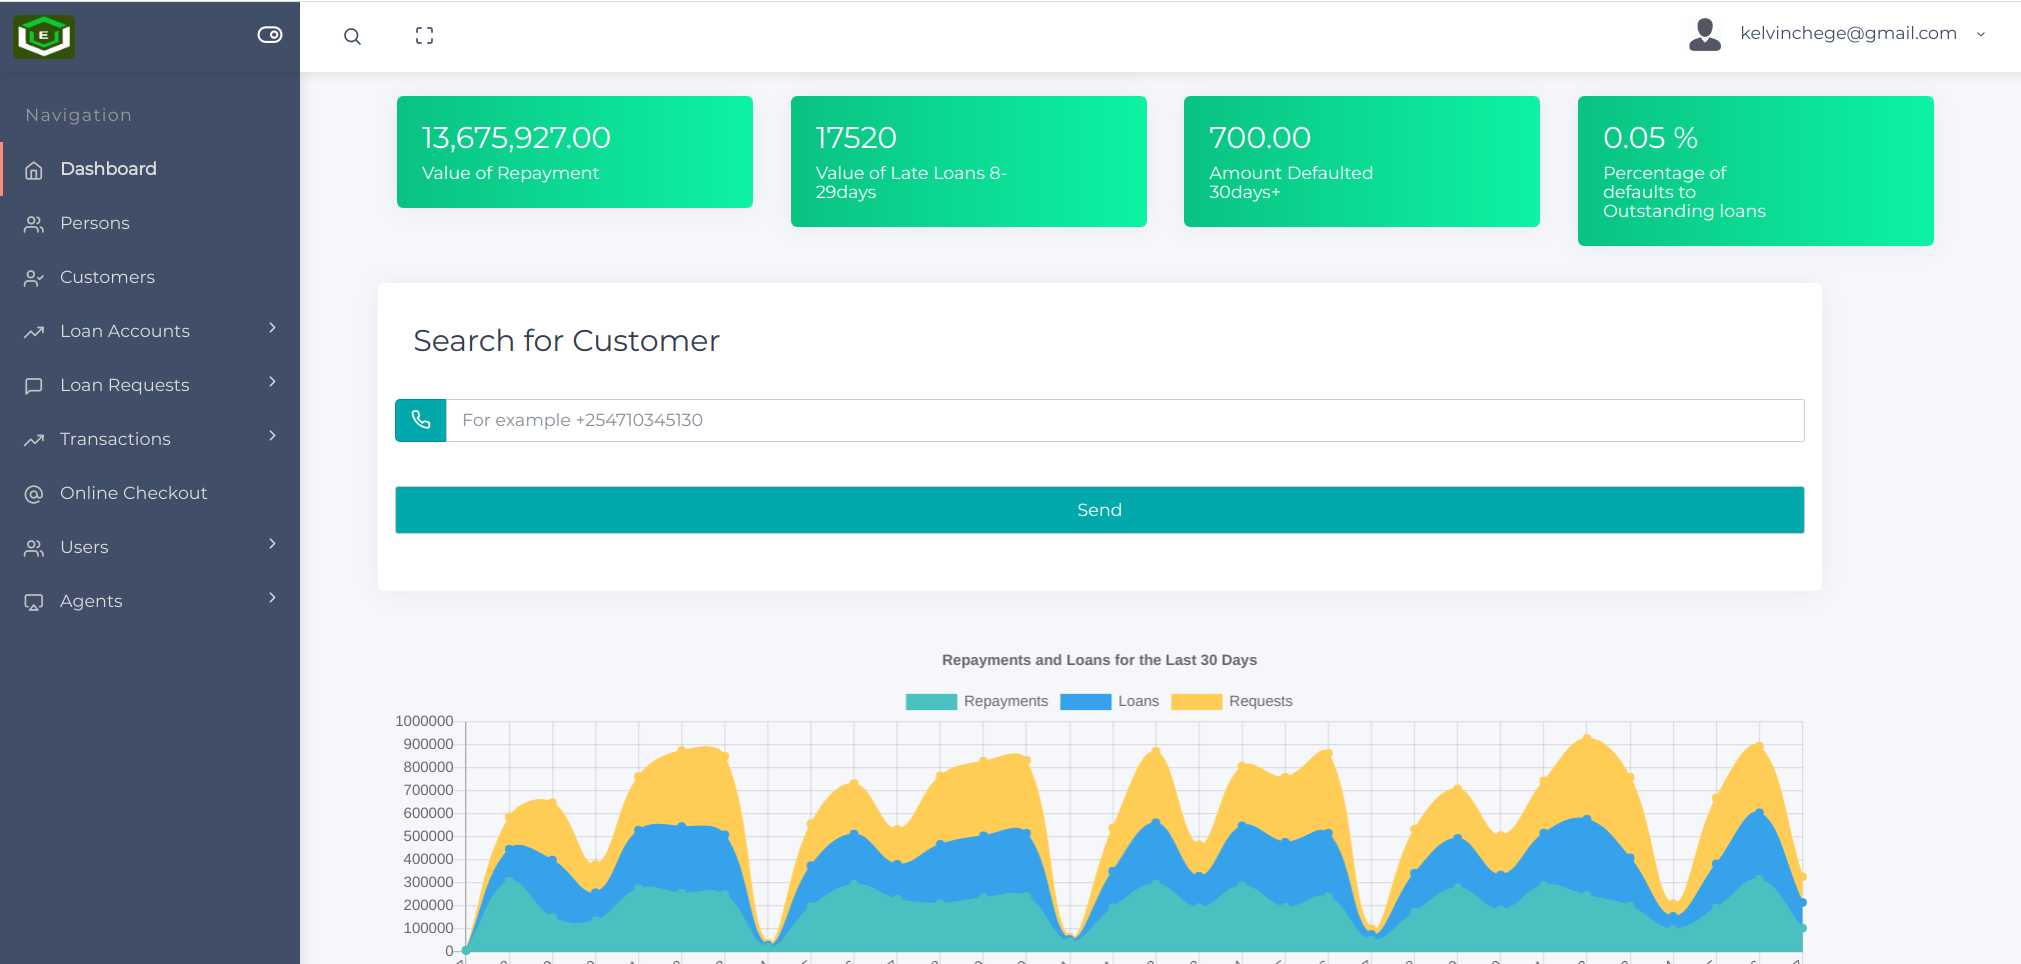 E
kelvinchege@gmail.com
Navigation
Dashboard
Persons
Customers
Loan Accounts
Loan Requests
Transactions
Online Checkout
Users
Agents
13,675,927.00
Value of Repayment
17520
Value of Late Loans 8-
29days
700.00
Amount Defaulted
30days+
0.05 %
Percentage of
defaults to
Outstanding loans
Search for Customer
For example +254710345130
Send
Repayments and Loans for the Last 30 Days
Repayments Loans Requests
1000000
900000
800000
700000
600000
500000
400000
300000
200000
100000
0